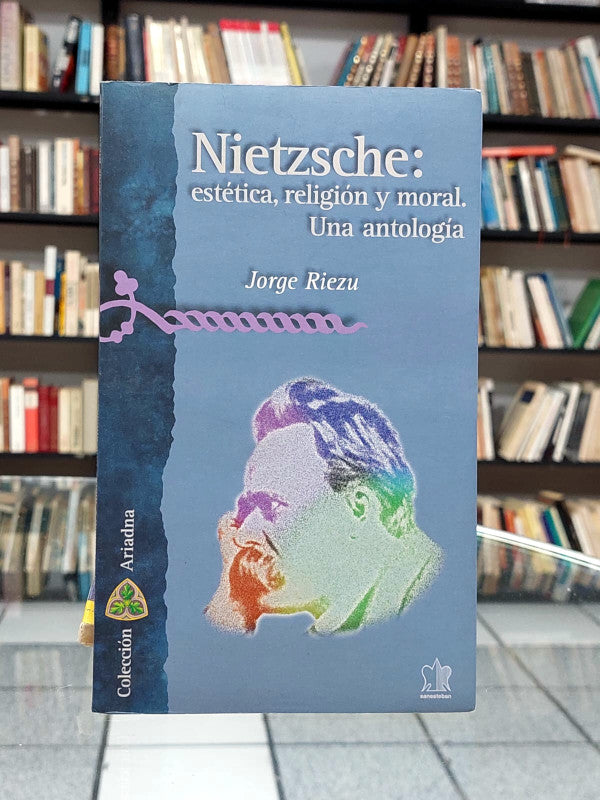 Nietzsche:
estética, religión y moral.
Una antología
Jorge Riezu
Colección Ariadna
sanesteban